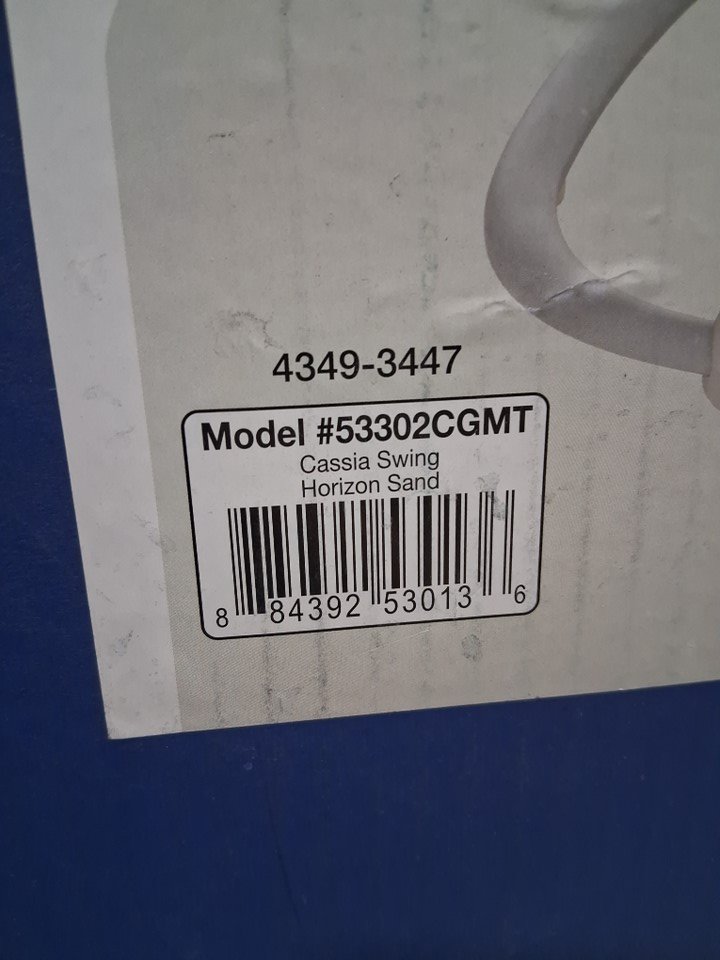 4349-3447
Model #53302CGMT
Cassia Swing
Horizon Sand
8 84392 53013 6